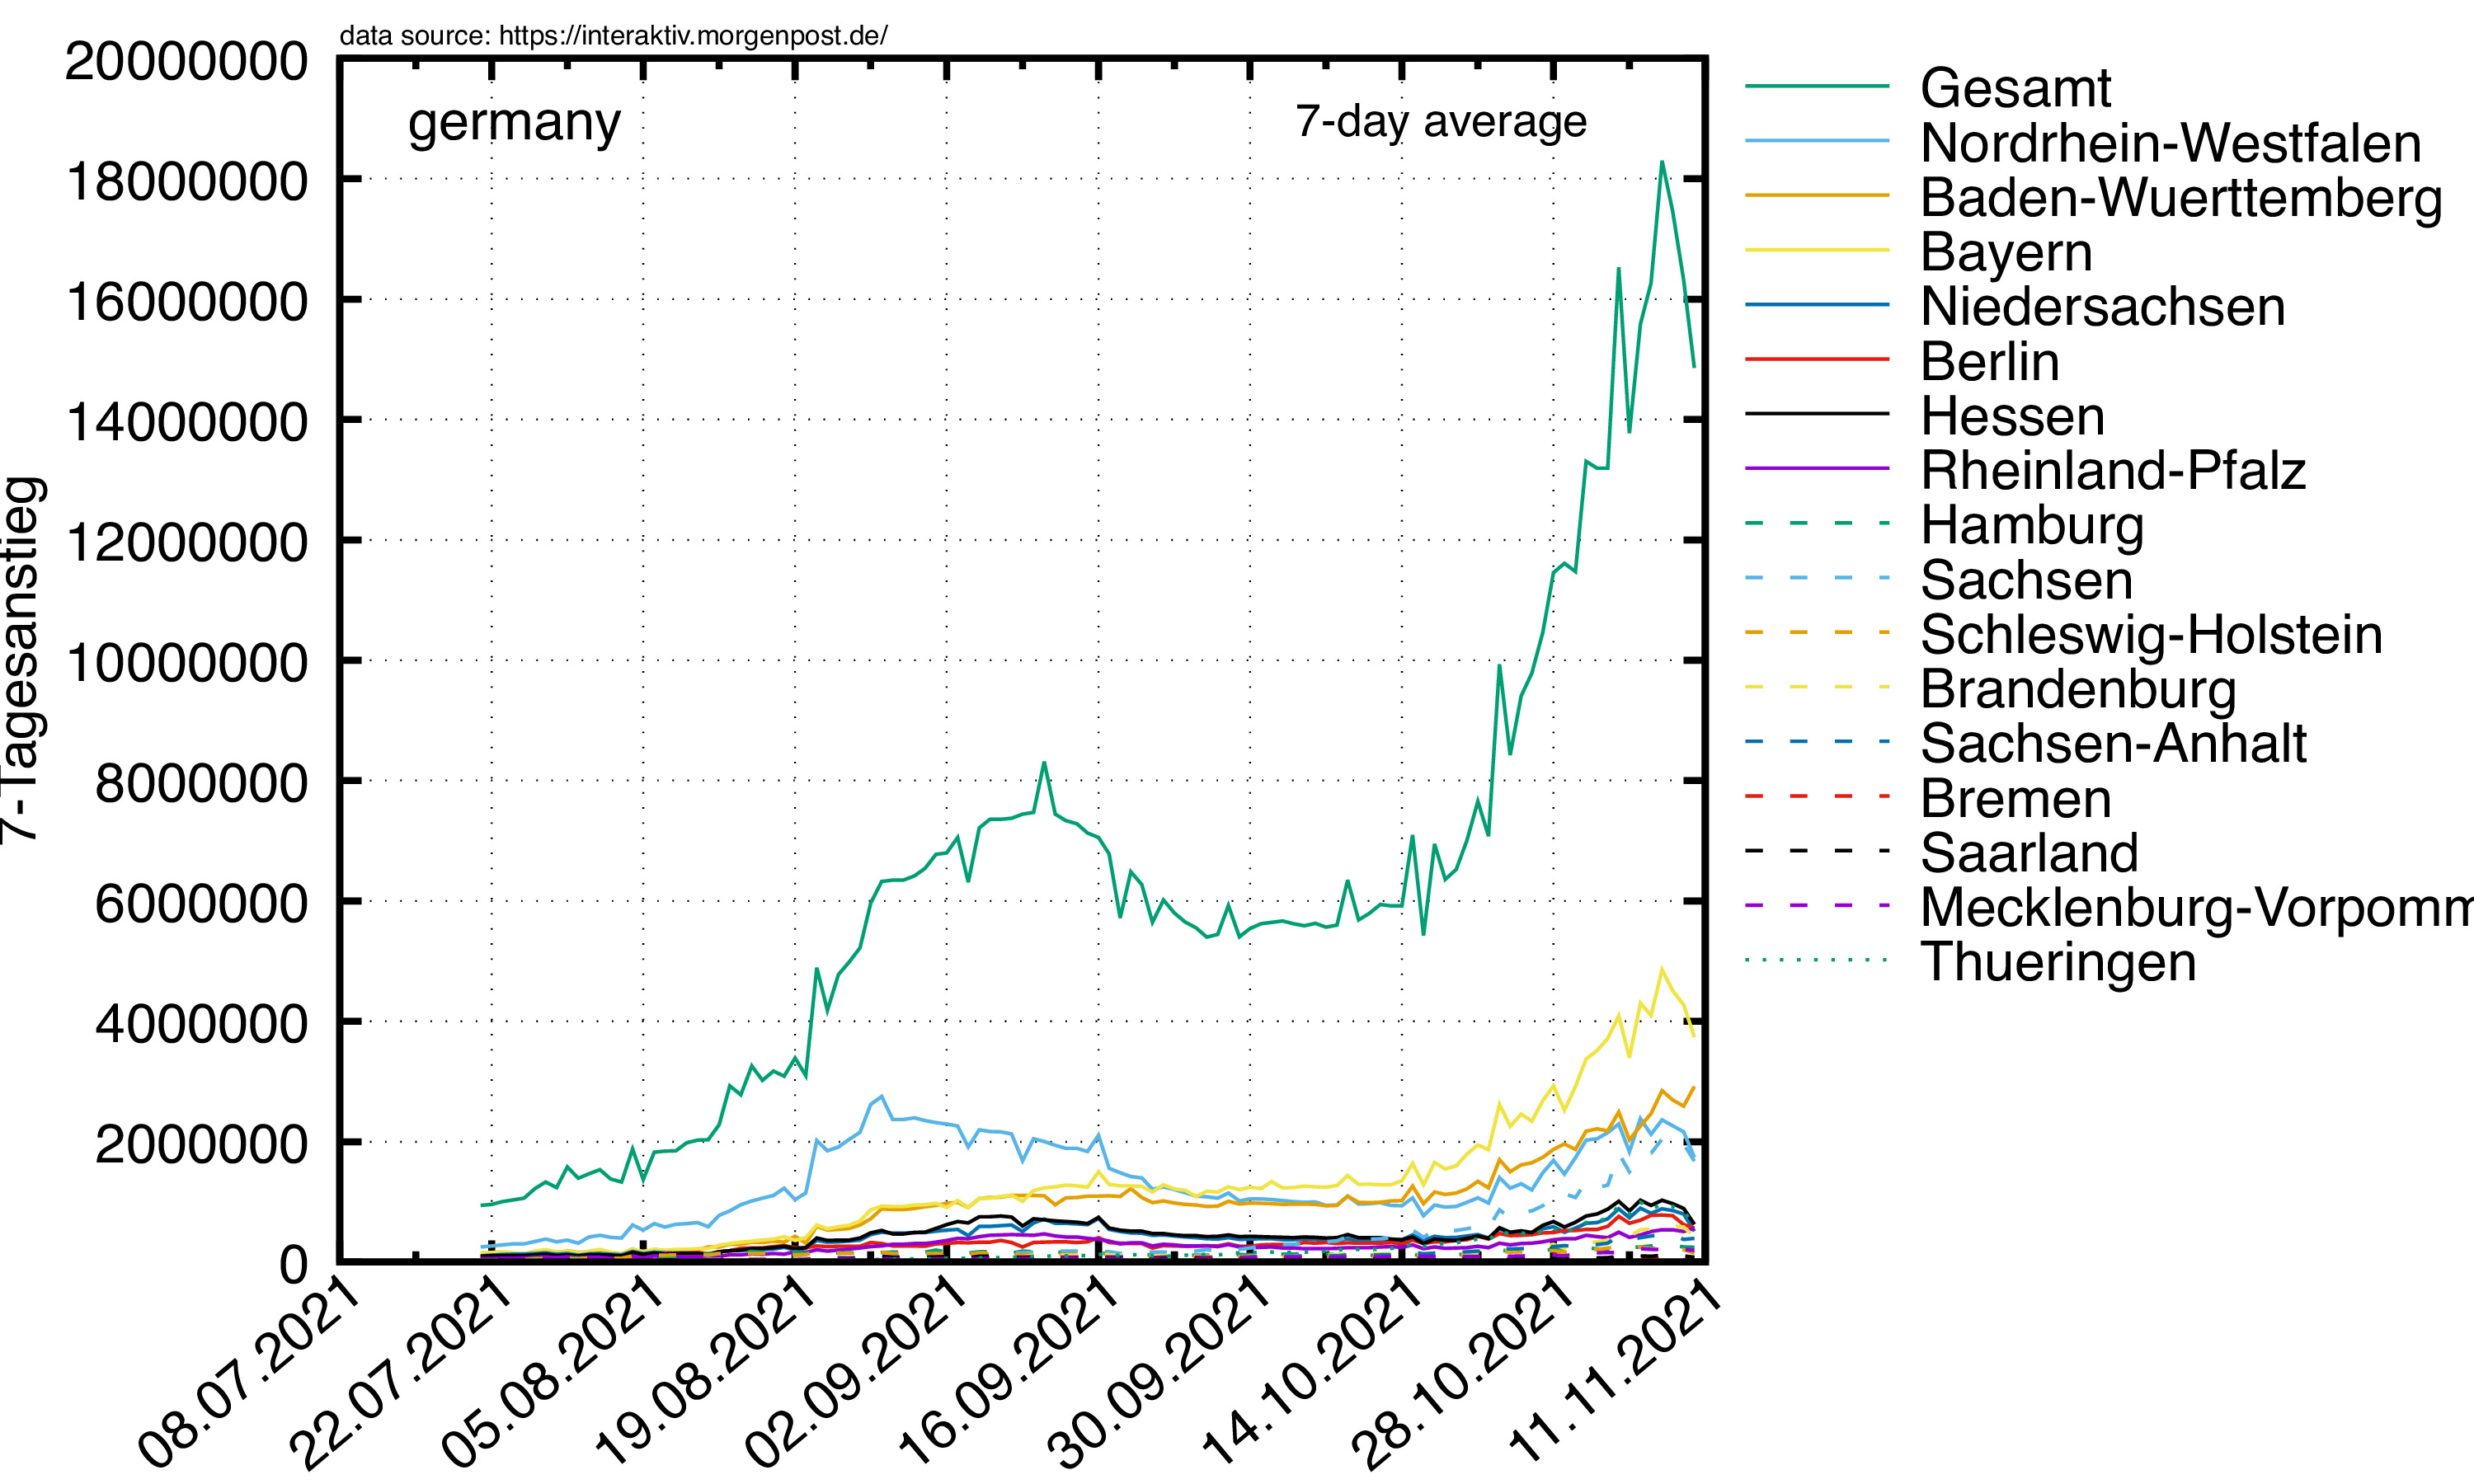 data source: https://interaktiv.morgenpost.de/
germany
7-day average
7-Tagesanstieg
20000000
18000000
16000000
14000000
12000000
10000000
8000000
6000000
4000000
2000000
0
08.07.2021
22.07.2021
05.08.2021
19.08.2021
02.09.2021
16.09.2021
30.09.2021
14.10.2021
28.10.2021
11.11.2021
Gesamt
Nordrhein-Westfalen
Baden-Wuerttemberg
Bayern
Niedersachsen
Berlin
Hessen
Rheinland-Pfalz
Hamburg
Sachsen
Schleswig-Holstein
Brandenburg
Sachsen-Anhalt
Bremen
Saarland
Mecklenburg-Vorpomm
Thueringen